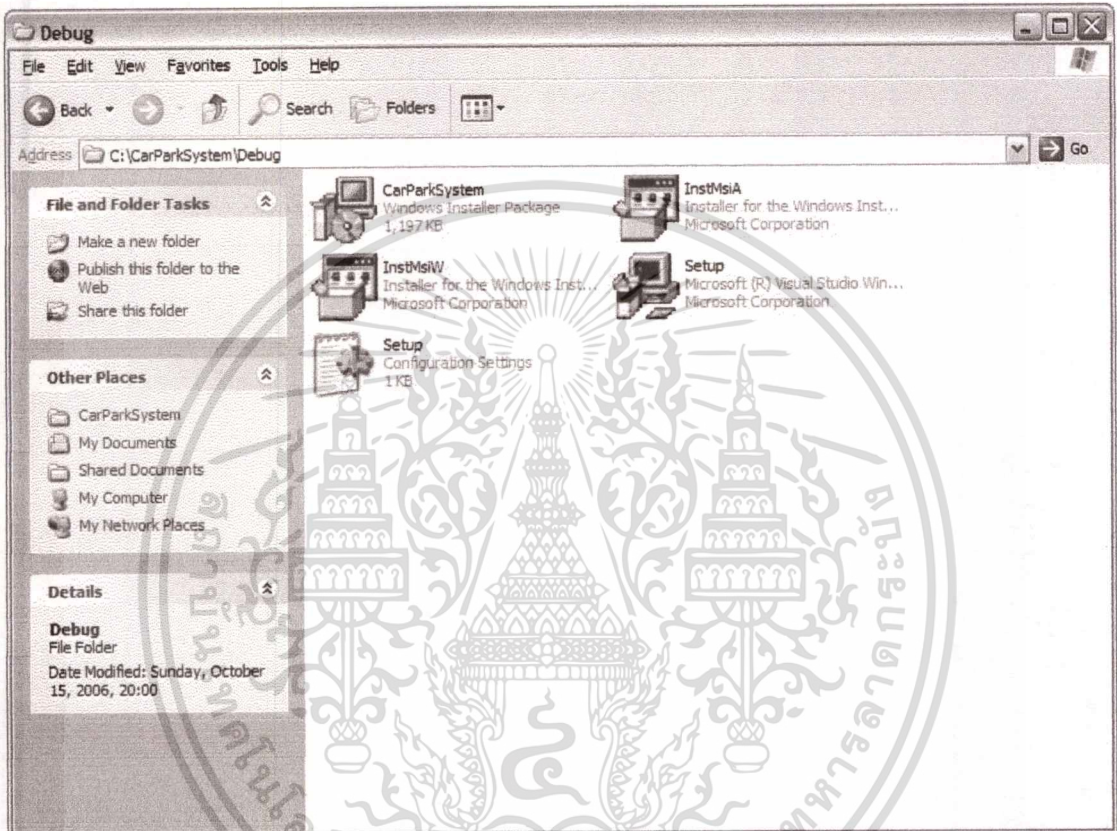 Debug
File Edit View Favorites Tools Help
Back Search Folders
Address C:\CarParkSystem\Debug Go
File and Folder Tasks
Make a new folder
Publish this folder to the
Web
Share this folder
Other Places
CarParkSystem
My Documents
Shared Documents
My Computer
My Network Places
Details
Debug
File Folder
Date Modified: Sunday, October
15, 2006, 20:00
CarParkSystem
Windows Installer Package
1,197 KB
InstMsiA
Installer for the Windows Inst...
Microsoft Corporation
InstMsiW
Installer for the Windows Inst...
Microsoft Corporation
Setup
Microsoft (R) Visual Studio Win...
Microsoft Corporation
Setup
Configuration Settings
1 KB